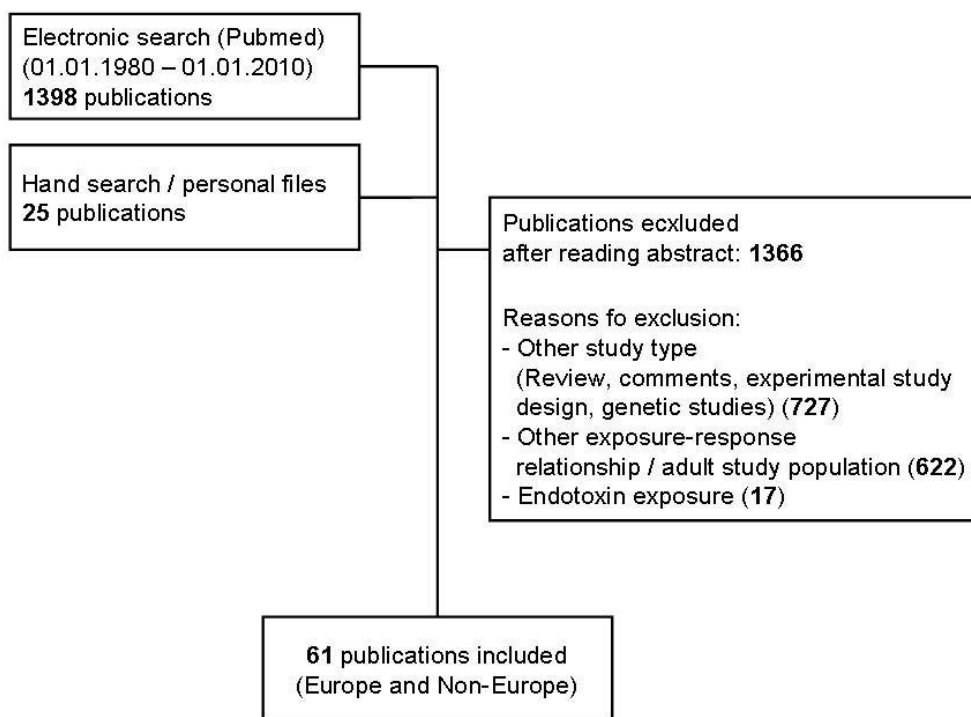 Electronic search (Pubmed)
(01.01.1980 – 01.01.2010)
1398 publications
Hand search / personal files
25 publications
Publications ecxluded
after reading abstract: 1366
Reasons fo exclusion:
- Other study type
(Review, comments, experimental study
design, genetic studies) (727)
- Other exposure-response
relationship / adult study population (622)
- Endotoxin exposure (17)
61 publications included
(Europe and Non-Europe)